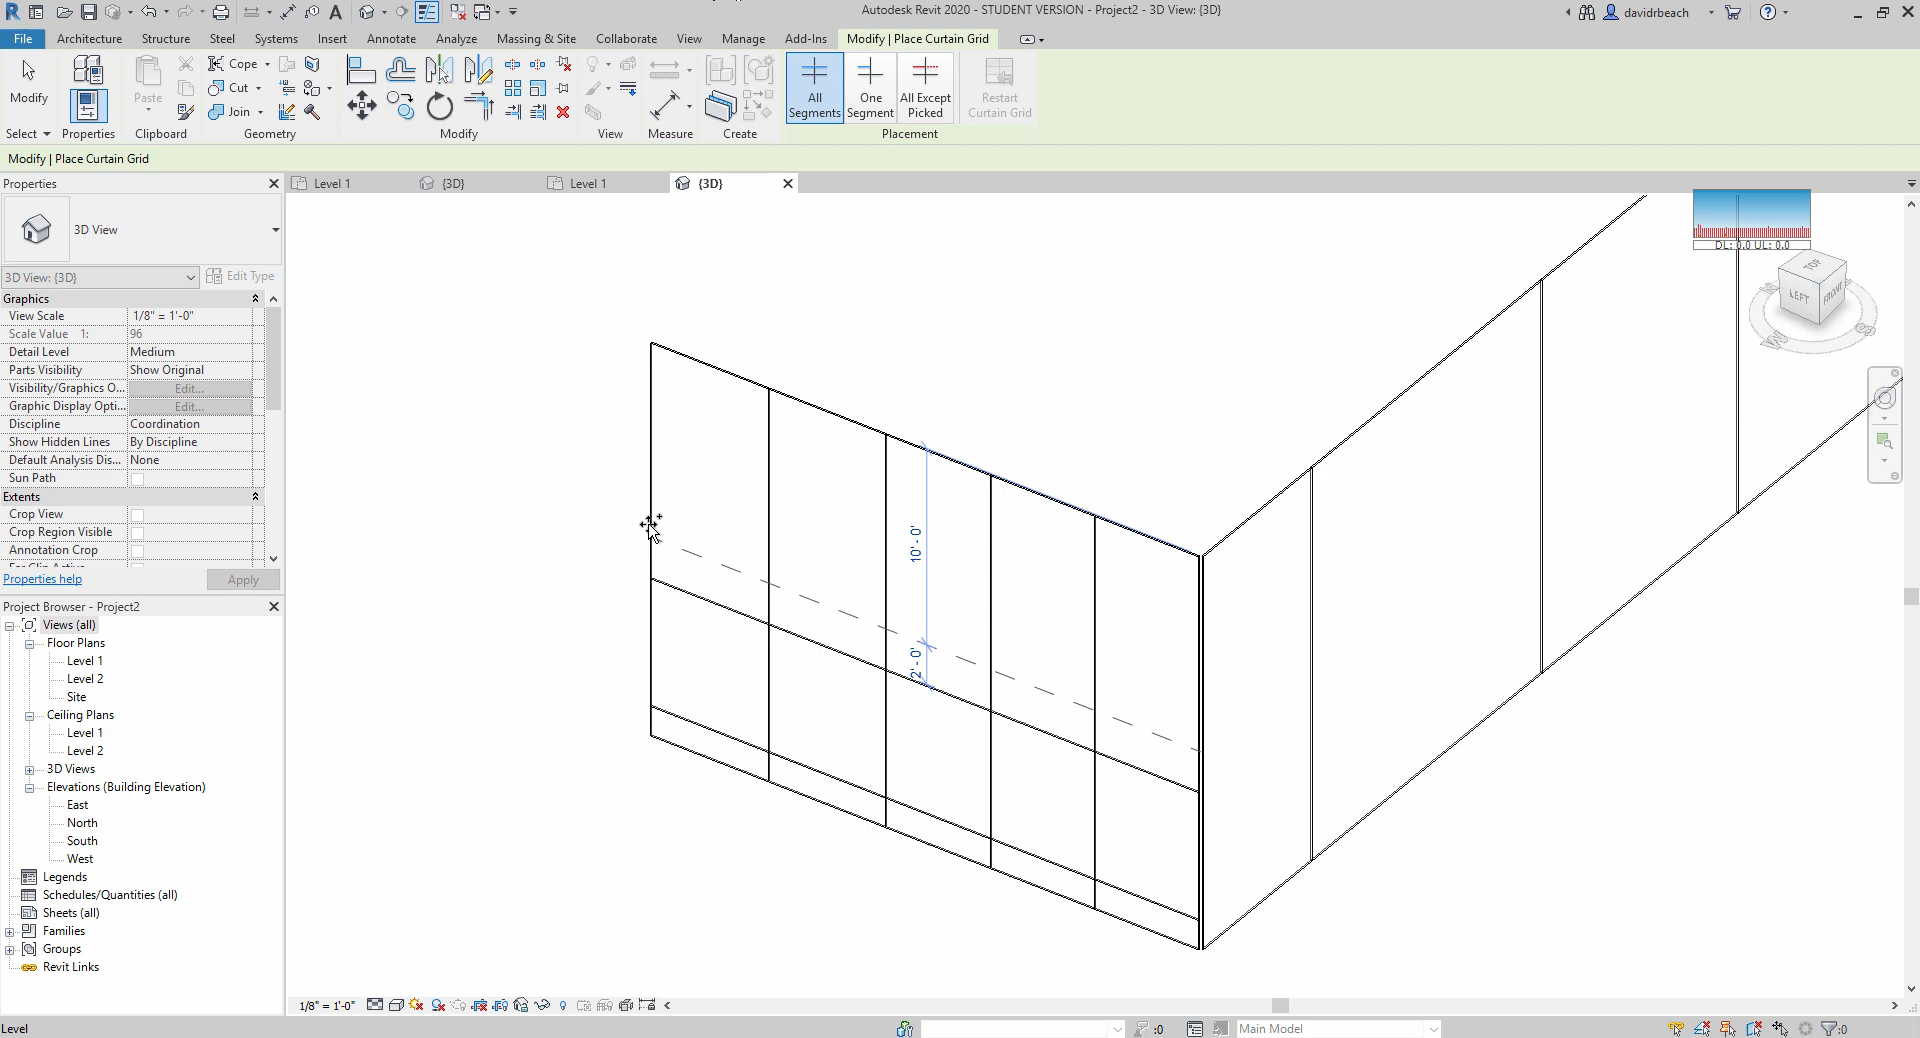 Autodesk Revit 2020 - STUDENT VERSION - Project2 - 3D View: {3D}
davidrbeach
File Architecture Structure Steel Systems Insert Annotate Analyze Massing & Site Collaborate View Manage Add-Ins Modify | Place Curtain Grid
Modify
Paste
Cope
Cut
Join
All Segments
One Segment
All Except Picked
Restart Curtain Grid
Select Properties Clipboard Geometry Modify View Measure Create Placement
Modify | Place Curtain Grid
Properties
Level 1 {3D} Level 1 {3D}
3D View
3D View: {3D} Edit Type
Graphics
View Scale 1/8" = 1'-0"
Scale Value 1: 96
Detail Level Medium
Parts Visibility Show Original
Visibility/Graphics O... Edit...
Graphic Display Opti... Edit...
Discipline Coordination
Show Hidden Lines By Discipline
Default Analysis Dis... None
Sun Path
Extents
Crop View
Crop Region Visible
Annotation Crop
Properties help Apply
Project Browser - Project2
Views (all)
Floor Plans
Level 1
Level 2
Site
Ceiling Plans
Level 1
Level 2
3D Views
Elevations (Building Elevation)
East
North
South
West
Legends
Schedules/Quantities (all)
Sheets (all)
Families
Groups
Revit Links
10' - 0"
2' - 0"
DL: 0.0 UL: 0.0
TOP
LEFT
FRONT
W
S
1/8" = 1'-0"
Level
:0
Main Model
:0